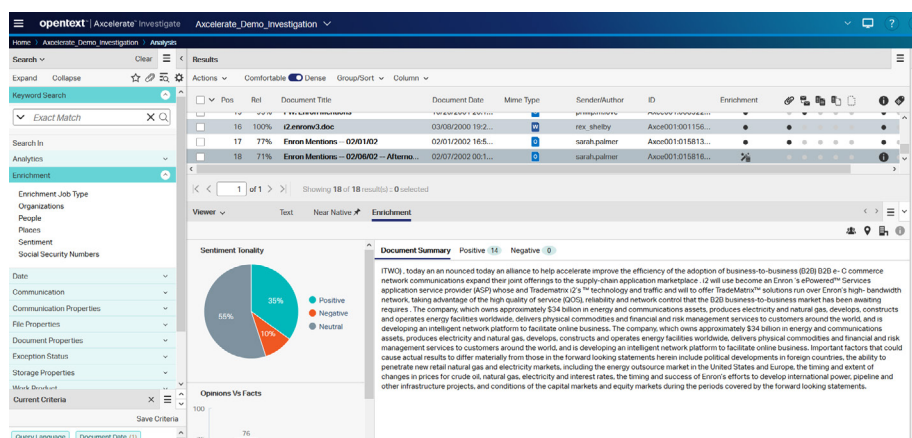 opentext™ | Axcelerate™ Investigate
Axcelerate_Demo_Investigation
Home > Axcelerate_Demo_Investigation > Analysis
Search
Clear
Results
Expand Collapse
Actions Comfortable Dense Group/Sort Column
Keyword Search
Pos Rel Document Title Document Date Mime Type Sender/Author ID Enrichment
Exact Match
16 100% i2.enronv3.doc 03/08/2000 19:2... rex_shelby Axce001:001156...
17 77% Enron Mentions -- 02/01/02 02/01/2002 16:5... sarah.palmer Axce001:015813...
18 71% Enron Mentions -- 02/06/02 -- Afterno... 02/07/2002 00:1... sarah.palmer Axce001:015816...
Search In
Analytics
Enrichment
1 of 1 Showing 18 of 18 result(s) : 0 selected
Enrichment Job Type
Organizations
People
Places
Sentiment
Social Security Numbers
Viewer Text Near Native Enrichment
Date
Communication
Communication Properties
File Properties
Document Properties
Exception Status
Storage Properties
Work Product
Current Criteria
Save Criteria
Query Language Document Date (1)
Sentiment Tonality
35%
10%
55%
Positive
Negative
Neutral
Opinions Vs Facts
100
76
Document Summary Positive 14 Negative 0
ITWO) , today an an nounced today an alliance to help accelerate improve the efficiency of the adoption of business-to-business (B2B) B2B e- C commerce
network communications expand their joint offerings to the supply-chain application marketplace . i2 will use become an Enron 's ePowered™ Services
application service provider (ASP) whose and Tradematrix i2's ™ technology and traffic and will to offer TradeMatrix™ solutions run over Enron's high- bandwidth
network, taking advantage of the high quality of service (QOS), reliability and network control that the B2B business-to-business market has been awaiting
requires . The company, which owns approximately $34 billion in energy and communications assets, produces electricity and natural gas, develops, constructs
and operates energy facilities worldwide, delivers physical commodities and financial and risk management services to customers around the world, and is
developing an intelligent network platform to facilitate online business. The company, which owns approximately $34 billion in energy and communications
assets, produces electricity and natural gas, develops, constructs and operates energy facilities worldwide, delivers physical commodities and financial and risk
management services to customers around the world, and is developing an intelligent network platform to facilitate online business. Important factors that could
cause actual results to differ materially from those in the forward looking statements herein include political developments in foreign countries, the ability to
penetrate new retail natural gas and electricity markets, including the energy outsource market in the United States and Europe, the timing and extent of
changes in prices for crude oil, natural gas, electricity and interest rates, the timing and success of Enron's efforts to develop international power, pipeline and
other infrastructure projects, and conditions of the capital markets and equity markets during the periods covered by the forward looking statements.